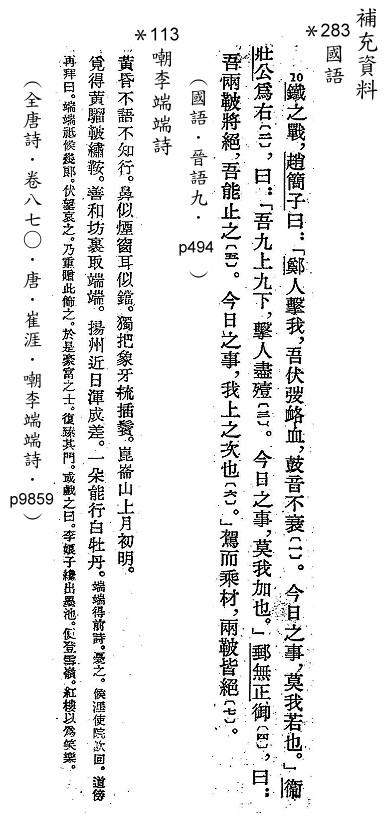 補充資料
*283 國語
20鐵之戰，趙簡子曰：「鄭人擊我，吾伏弢衉血，鼓音不衰〔一〕。今日之事，莫我若也。」衞
莊公爲右〔二〕，曰：「吾九上九下，擊人盡殪〔三〕。今日之事，莫我加也。」郵無正御〔四〕，曰：
吾兩鞁將絕，吾能止之〔五〕。今日之事，我上之次也〔六〕。」駕而乘材，兩鞁皆絕〔七〕。
（國語·晉語九·p494）
*113 嘲李端端詩
黃昏不語不知行。鼻似煙窗耳似鐺。獨把象牙梳插鬢。崑崙山上月初明。
覓得黃騮鞁繡鞍。善和坊裏取端端。揚州近日渾成差。一朵能行白牡丹。端端得前時。憂之。候涯使院飲回。道傍
再拜曰。端端祗候幾郎。伏望哀之。乃重贈此飾之。於是豪富之士。復臻其門。或戲之曰。李娘子纔出墨池。便登雪嶺。紅樓以爲笑樂。
（全唐詩·卷八七〇·唐·崔涯·嘲李端端詩·p9859）